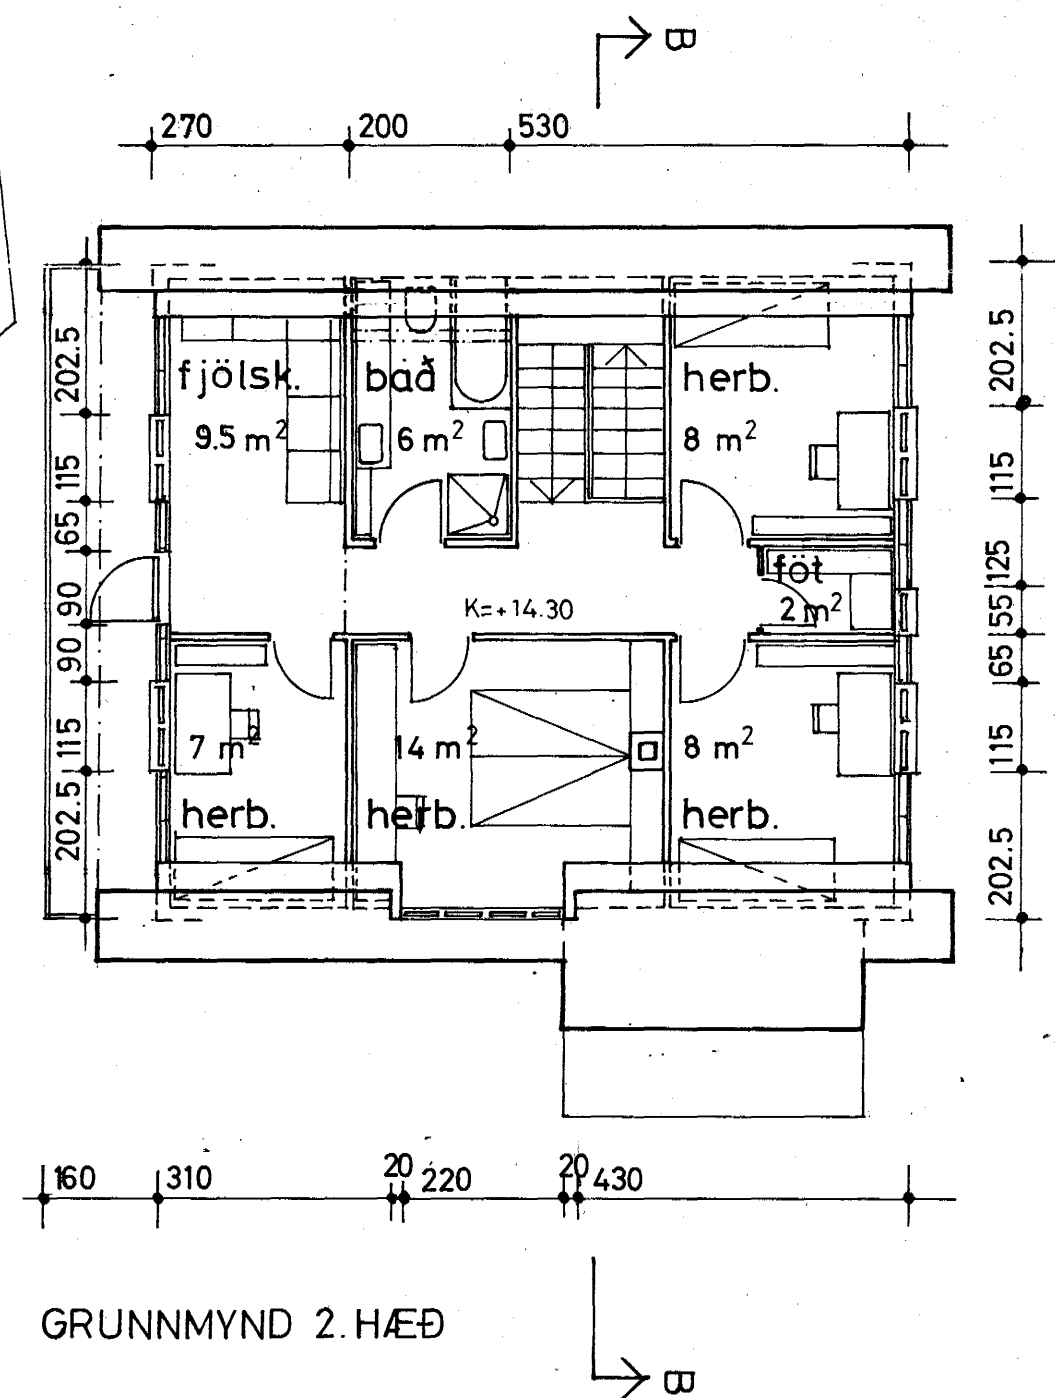 B
270 200 530
fjölsk.
9.5 m²
bað
6 m²
herb.
8 m²
föt
2 m²
K=+14.30
7 m²
herb.
14 m²
herb.
8 m²
herb.
202.5
115
65
90
90
115
202.5
202.5
115
125
55
65
115
202.5
160 310 20 220 20 430
GRUNNMYND 2. HÆÐ
B